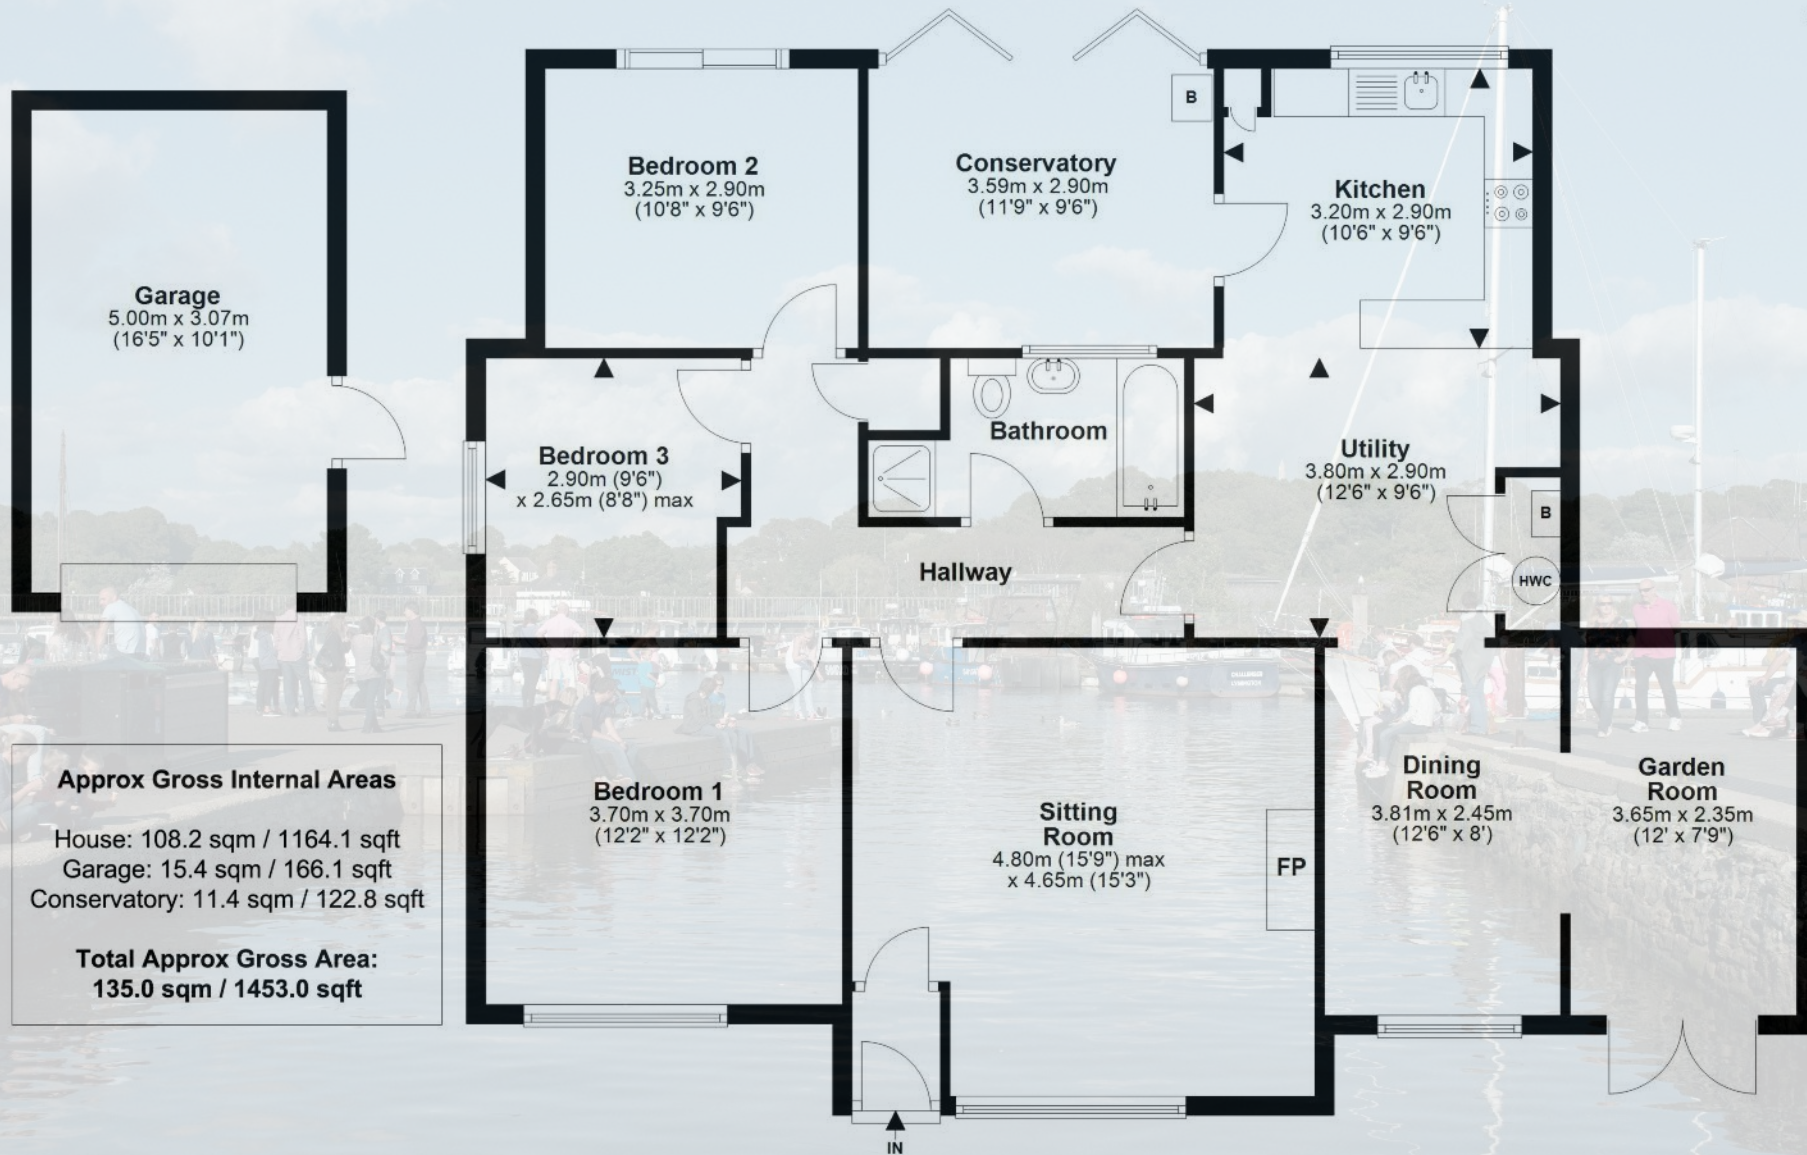 Bedroom 2
3.25m x 2.90m
(10'8" x 9'6")
Conservatory
3.59m x 2.90m
(11'9" x 9'6")
B
Kitchen
3.20m x 2.90m
(10'6" x 9'6")
Garage
5.00m x 3.07m
(16'5" x 10'1")
Bedroom 3
2.90m (9'6")
x 2.65m (8'8") max
Bathroom
Utility
3.80m x 2.90m
(12'6" x 9'6")
B
HWC
Hallway
Bedroom 1
3.70m x 3.70m
(12'2" x 12'2")
Sitting
Room
4.80m (15'9") max
x 4.65m (15'3")
FP
Dining
Room
3.81m x 2.45m
(12'6" x 8')
Garden
Room
3.65m x 2.35m
(12' x 7'9")
IN
Approx Gross Internal Areas
House: 108.2 sqm / 1164.1 sqft
Garage: 15.4 sqm / 166.1 sqft
Conservatory: 11.4 sqm / 122.8 sqft
Total Approx Gross Area:
135.0 sqm / 1453.0 sqft